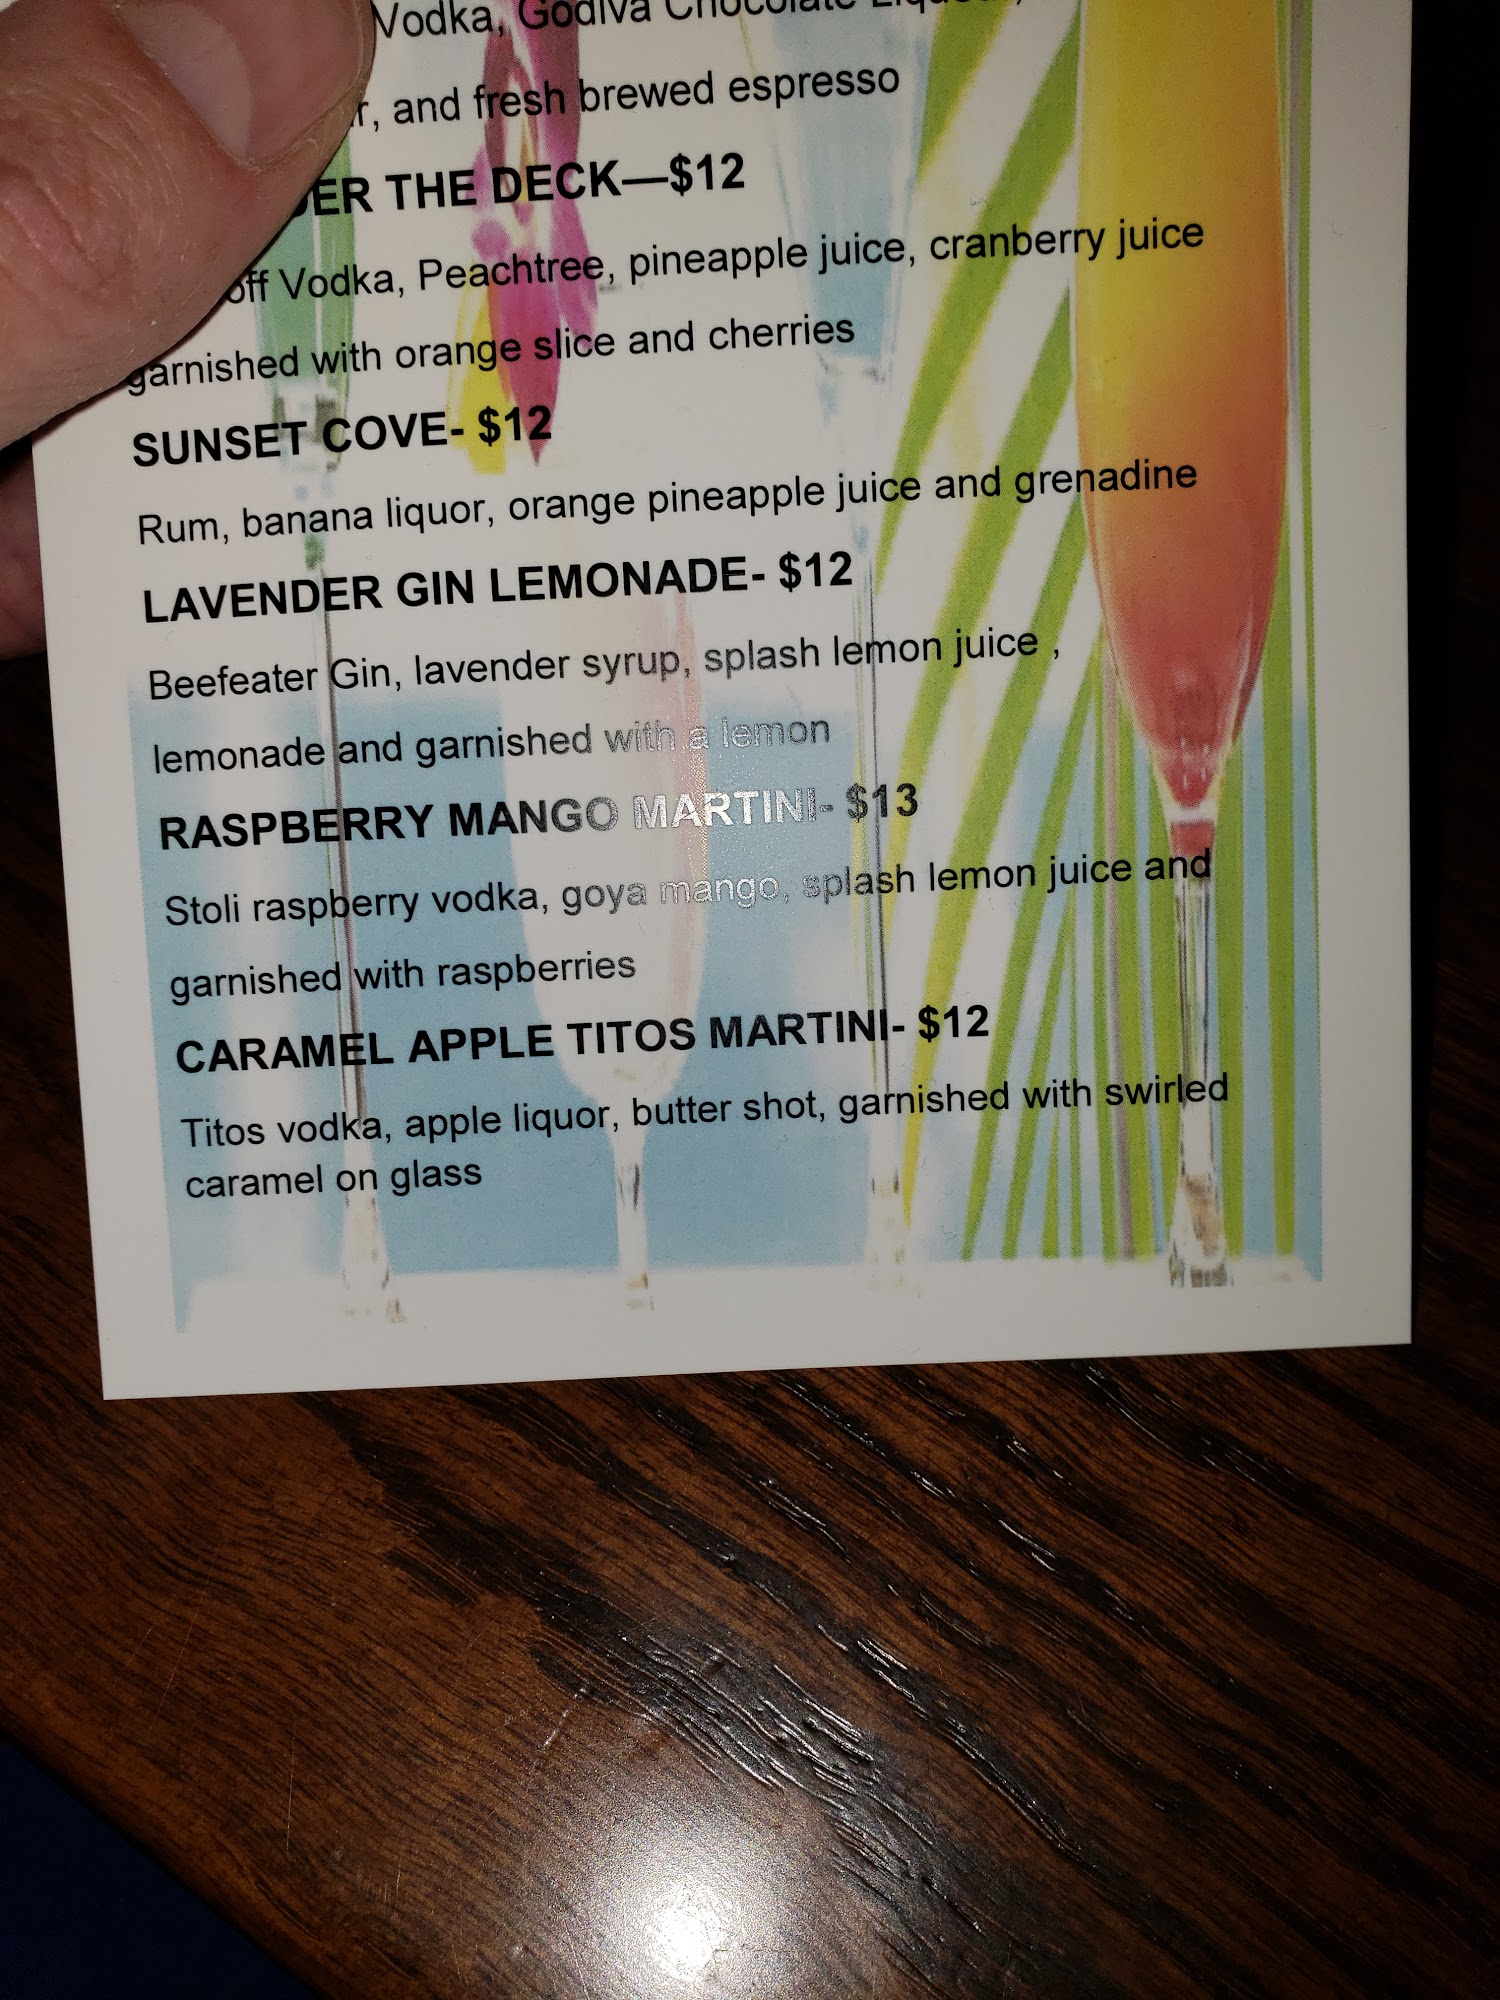 Vodka, Godiva Chocolate
and fresh brewed espresso
THE DECK—$12
Vodka, Peachtree, pineapple juice, cranberry juice
garnished with orange slice and cherries
SUNSET COVE- $12
Rum, banana liquor, orange pineapple juice and grenadine
LAVENDER GIN LEMONADE- $12
Beefeater Gin, lavender syrup, splash lemon juice ,
lemonade and garnished with a lemon
RASPBERRY MANGO MARTINI- $13
Stoli raspberry vodka, goya mango, splash lemon juice and
garnished with raspberries
CARAMEL APPLE TITOS MARTINI- $12
Titos vodka, apple liquor, butter shot, garnished with swirled
caramel on glass